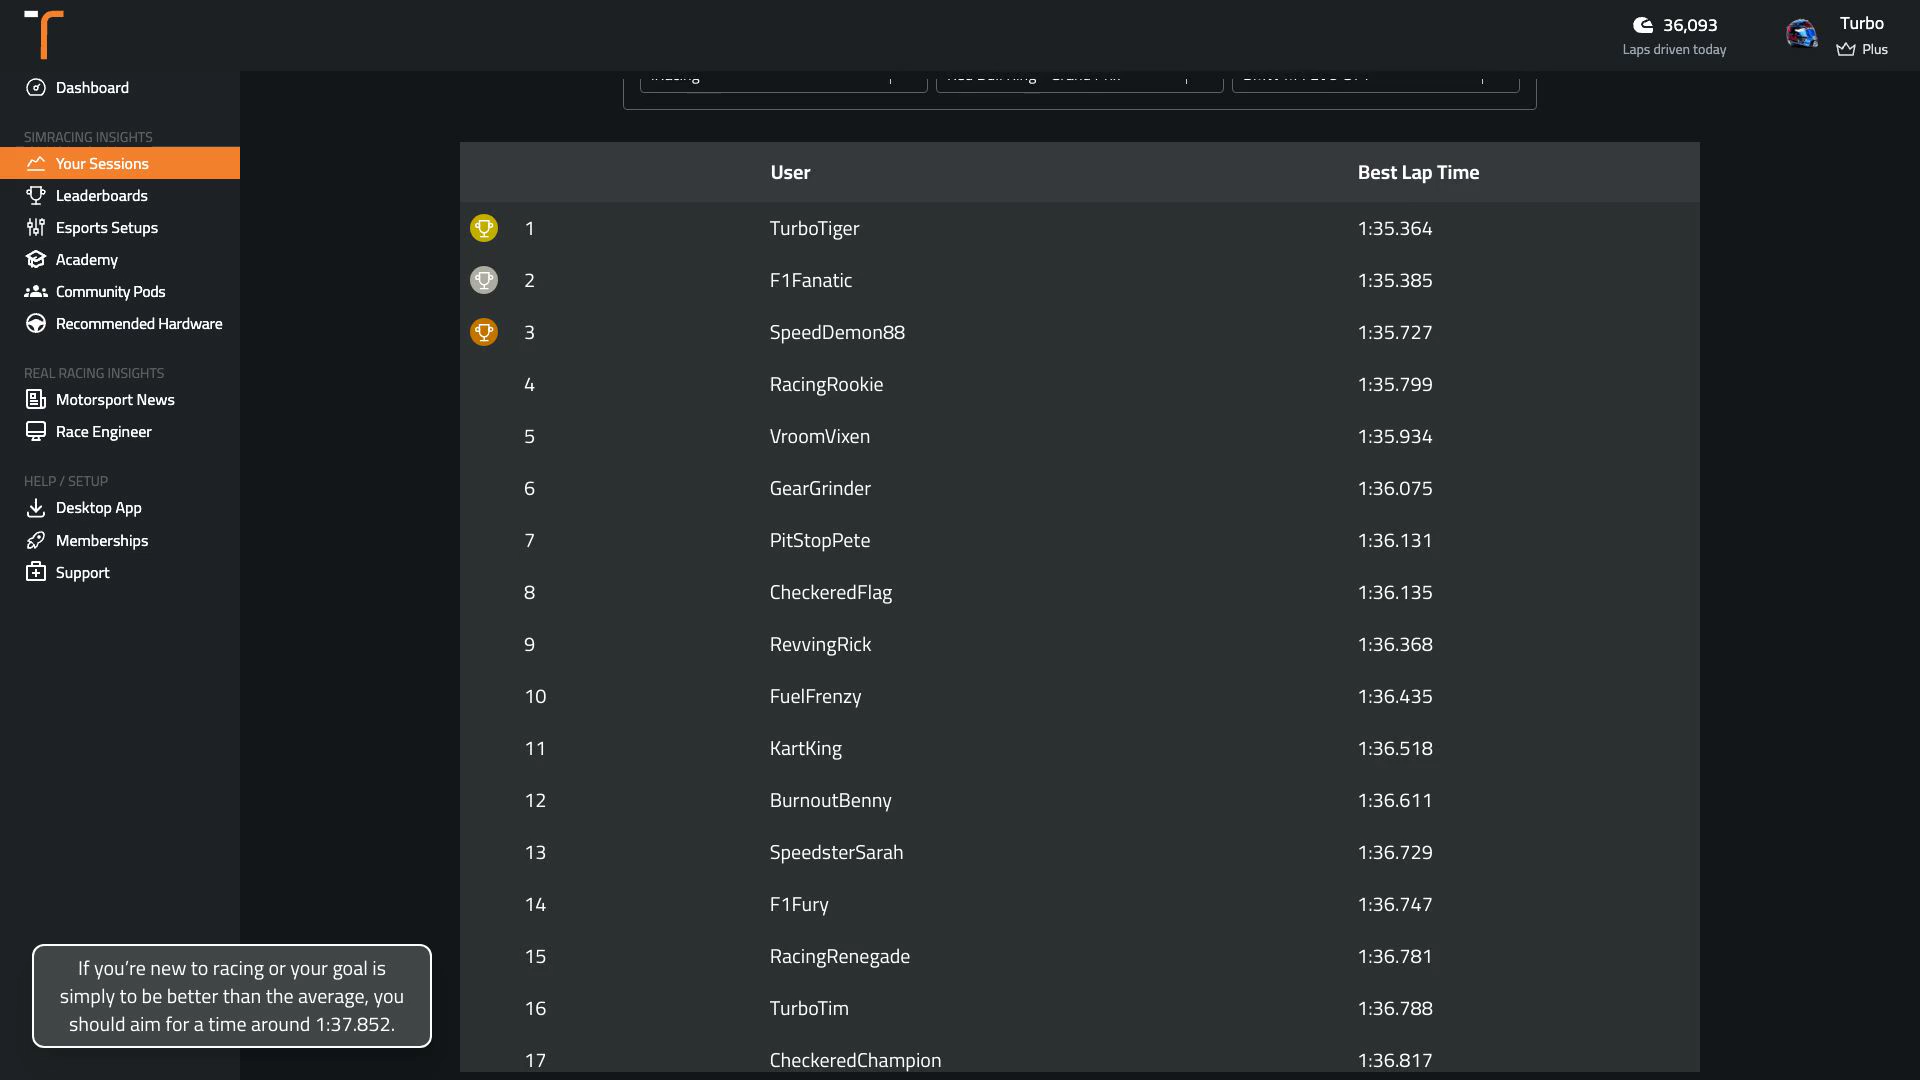 36,093
Laps driven today
Turbo
Plus
Dashboard
SIMRACING INSIGHTS
Your Sessions
Leaderboards
Esports Setups
Academy
Community Pods
Recommended Hardware
REAL RACING INSIGHTS
Motorsport News
Race Engineer
HELP / SETUP
Desktop App
Memberships
Support
User Best Lap Time
1 TurboTiger 1:35.364
2 F1Fanatic 1:35.385
3 SpeedDemon88 1:35.727
4 RacingRookie 1:35.799
5 VroomVixen 1:35.934
6 GearGrinder 1:36.075
7 PitStopPete 1:36.131
8 CheckeredFlag 1:36.135
9 RevvingRick 1:36.368
10 FuelFrenzy 1:36.435
11 KartKing 1:36.518
12 BurnoutBenny 1:36.611
13 SpeedsterSarah 1:36.729
14 F1Fury 1:36.747
15 RacingRenegade 1:36.781
16 TurboTim 1:36.788
17 CheckeredChampion 1:36.817
If you’re new to racing or your goal is
simply to be better than the average, you
should aim for a time around 1:37.852.